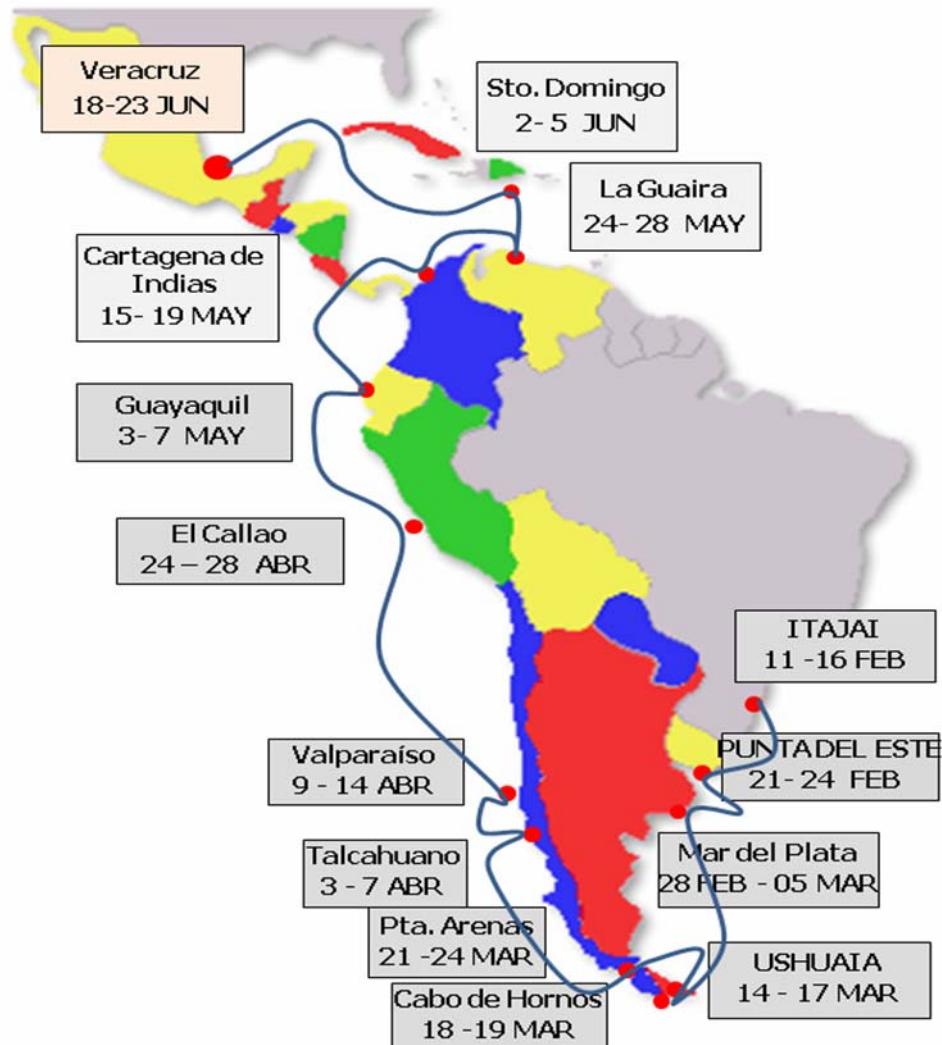 Veracruz
18-23 JUN
Sto. Domingo
2- 5 JUN
La Guaira
24- 28 MAY
Cartagena de
Indias
15- 19 MAY
Guayaquil
3- 7 MAY
El Callao
24 – 28 ABR
ITAJAI
11 -16 FEB
PUNTA DEL ESTE
21- 24 FEB
Valparaíso
9 - 14 ABR
Mar del Plata
28 FEB - 05 MAR
Talcahuano
3 - 7 ABR
Pta. Arenas
21 -24 MAR
USHUAIA
14 - 17 MAR
Cabo de Hornos
18 -19 MAR